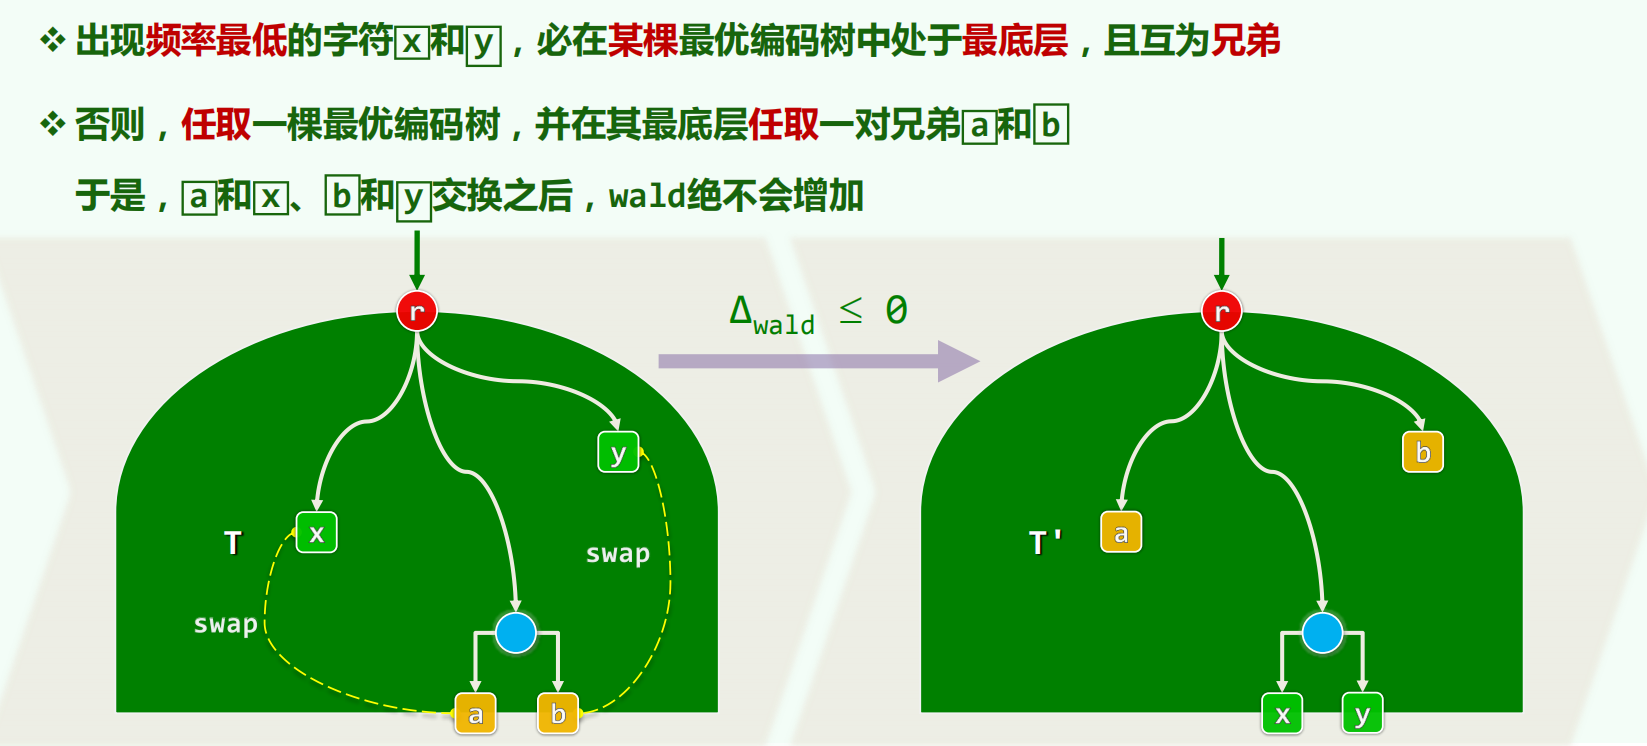 ❖ 出现频率最低的字符x和y，必在某棵最优编码树中处于最底层，且互为兄弟
❖ 否则，任取一棵最优编码树，并在其最底层任取一对兄弟a和b
于是，a和x、b和y交换之后，wald绝不会增加
r
Δwald ≤ 0
r
y
b
x
T
swap
a
T'
swap
a
b
x
y